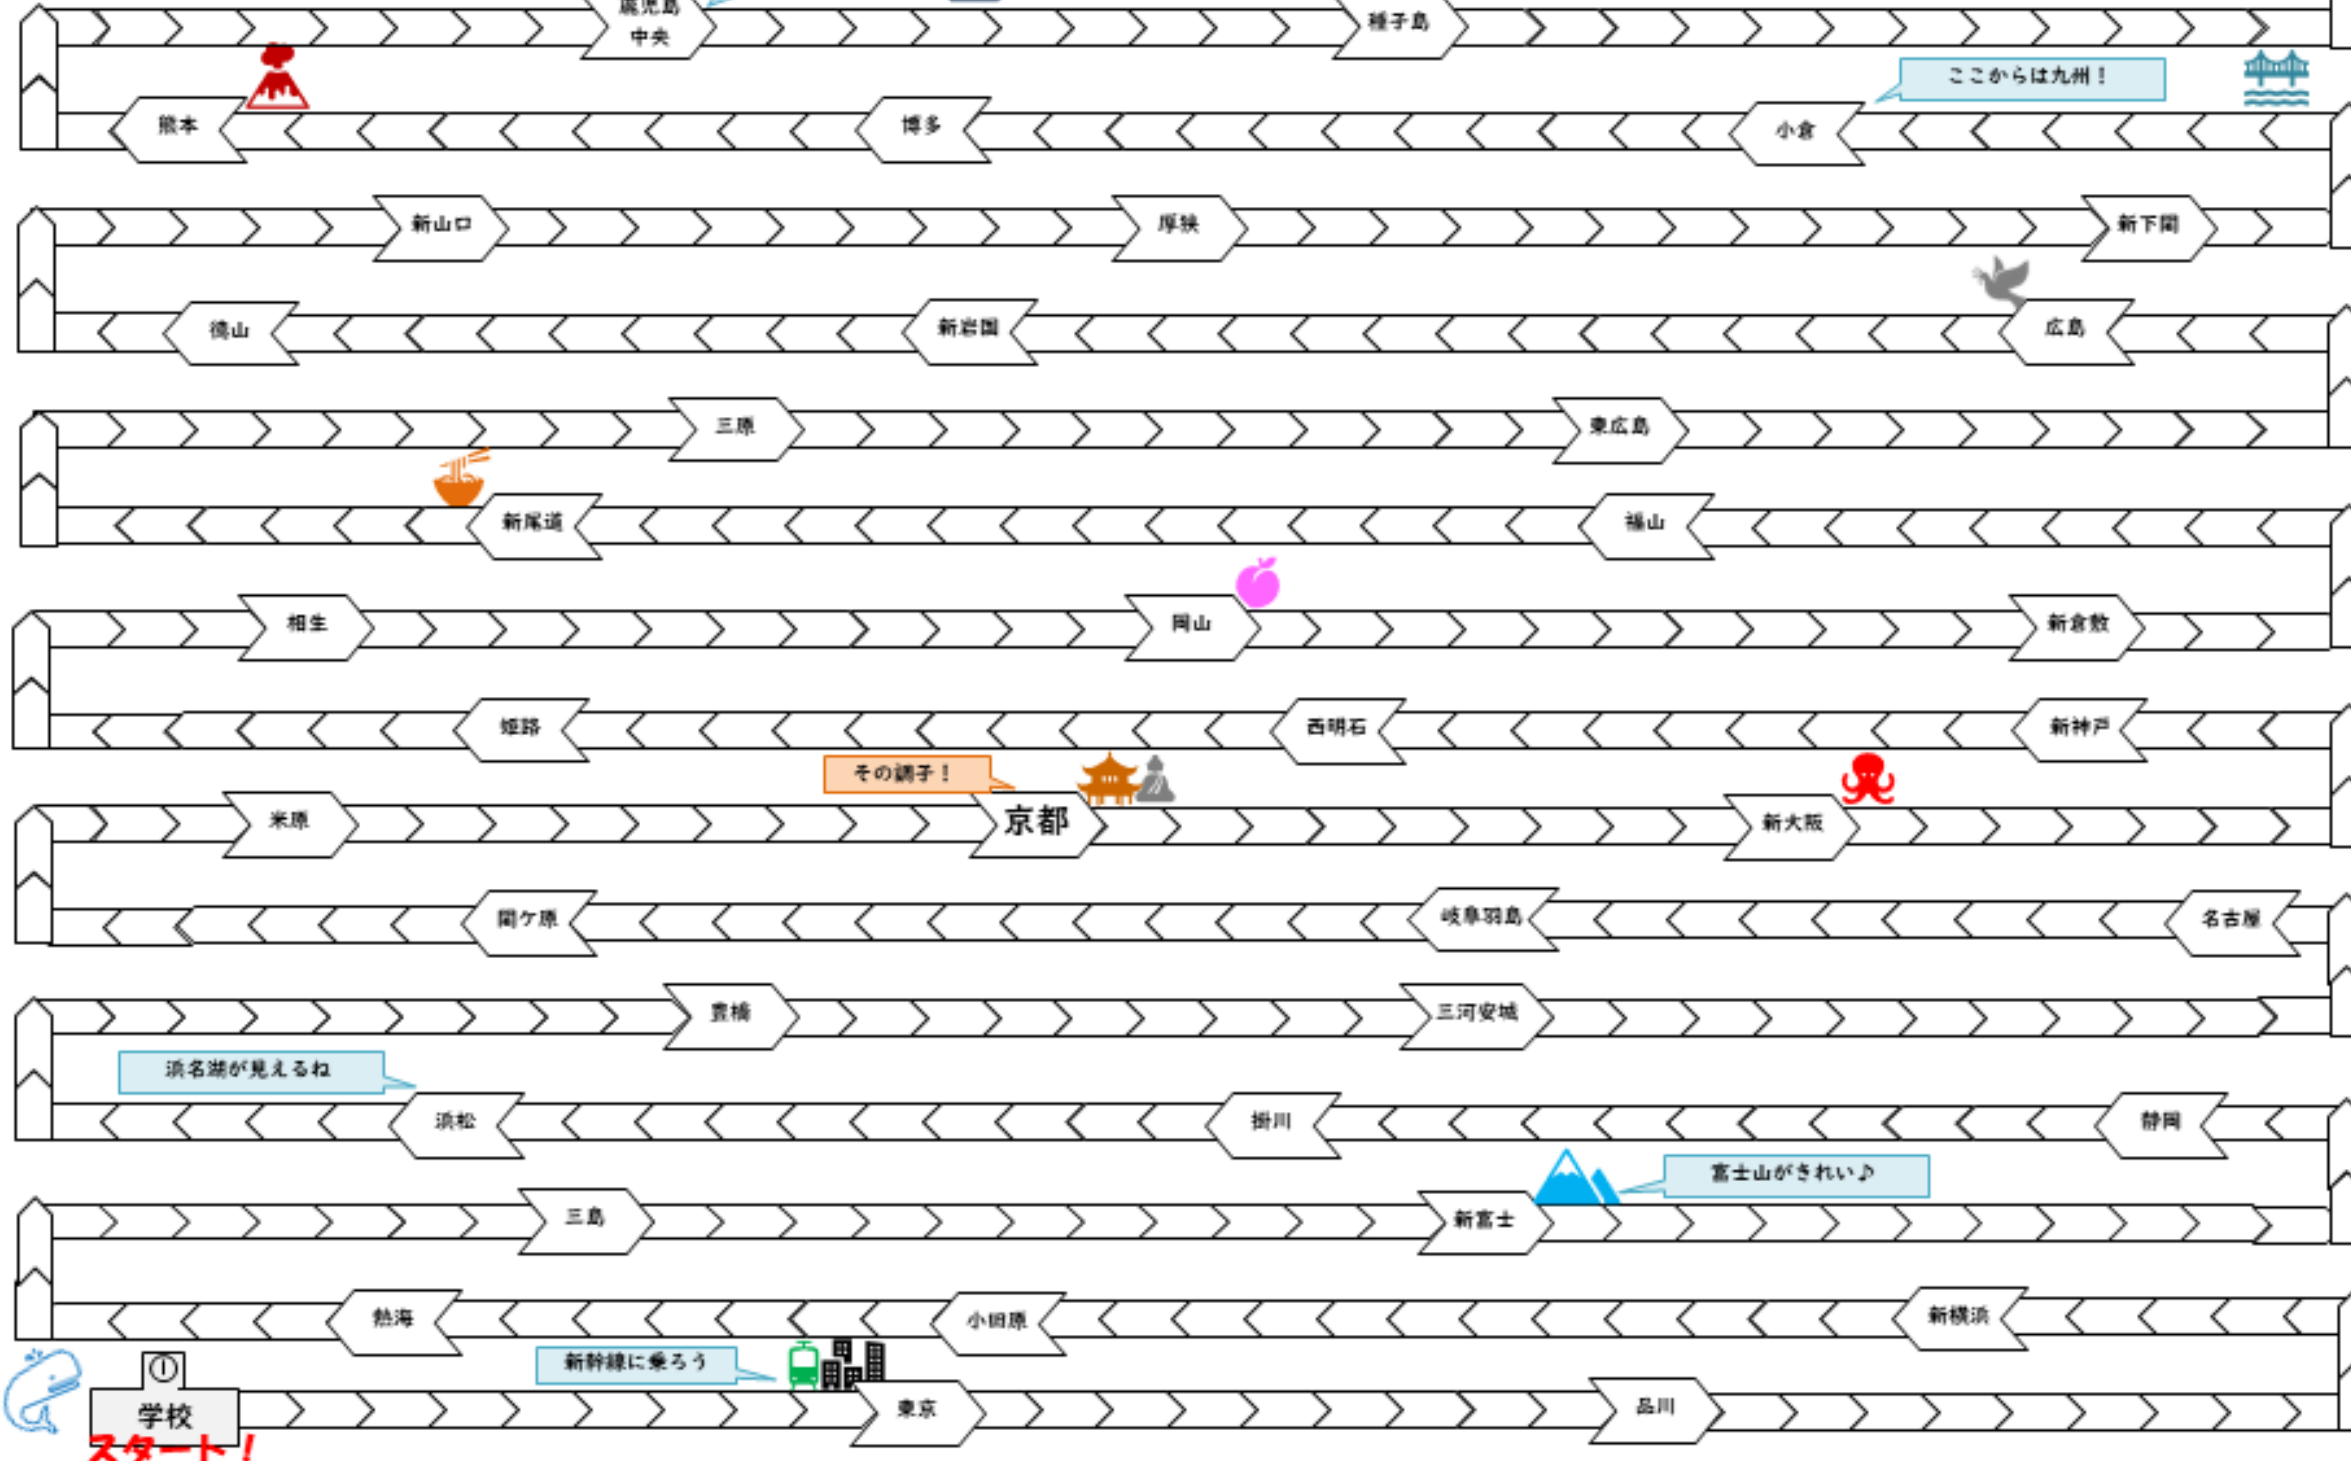 鹿児島
中央
種子島
ここからは九州！
熊本
博多
小倉
新山口
厚狭
新下関
徳山
新岩国
広島
三原
東広島
新尾道
福山
相生
岡山
新倉敷
姫路
西明石
新神戸
その調子！
米原
京都
新大阪
関ケ原
岐阜羽島
名古屋
豊橋
三河安城
浜名湖が見えるね
浜松
掛川
静岡
富士山がきれい♪
三島
新富士
熱海
小田原
新横浜
新幹線に乗ろう
学校
東京
品川
スタート！